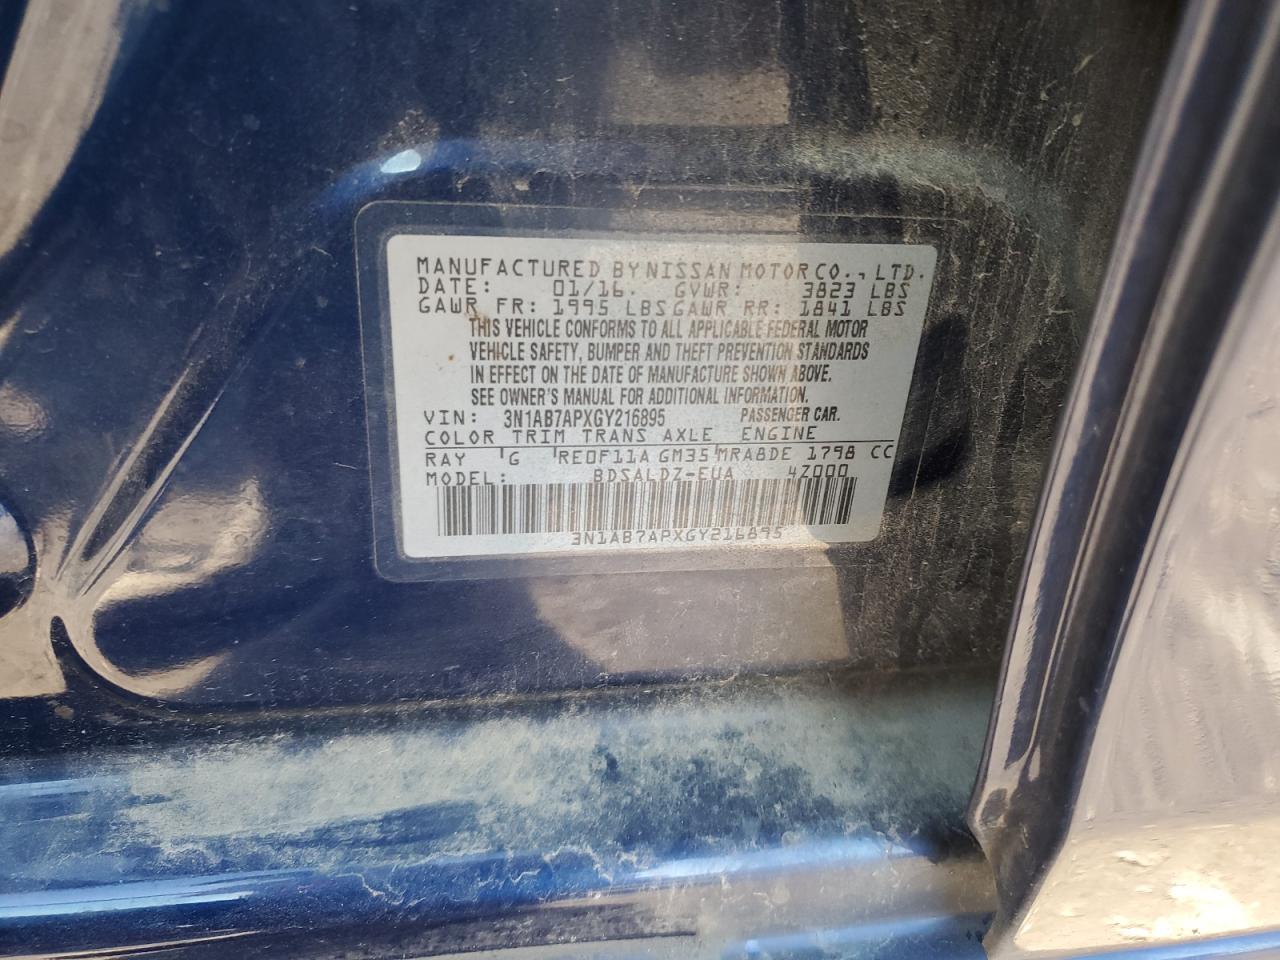 MANUFACTURED BY NISSAN MOTOR CO., LTD.
DATE: 01/16. GVWR: 3823 LBS
GAWR FR: 1995 LBS GAWR RR: 1841 LBS
THIS VEHICLE CONFORMS TO ALL APPLICABLE FEDERAL MOTOR
VEHICLE SAFETY, BUMPER AND THEFT PREVENTION STANDARDS
IN EFFECT ON THE DATE OF MANUFACTURE SHOWN ABOVE.
SEE OWNER'S MANUAL FOR ADDITIONAL INFORMATION.
VIN: 3N1AB7APXGY216895 PASSENGER CAR.
COLOR TRIM TRANS AXLE ENGINE
RAY G RE0F11A GM35 MRA8DE 1798 CC
MODEL: BDSALDZ-EUA 4Z000
3N1AB7APXGY216895